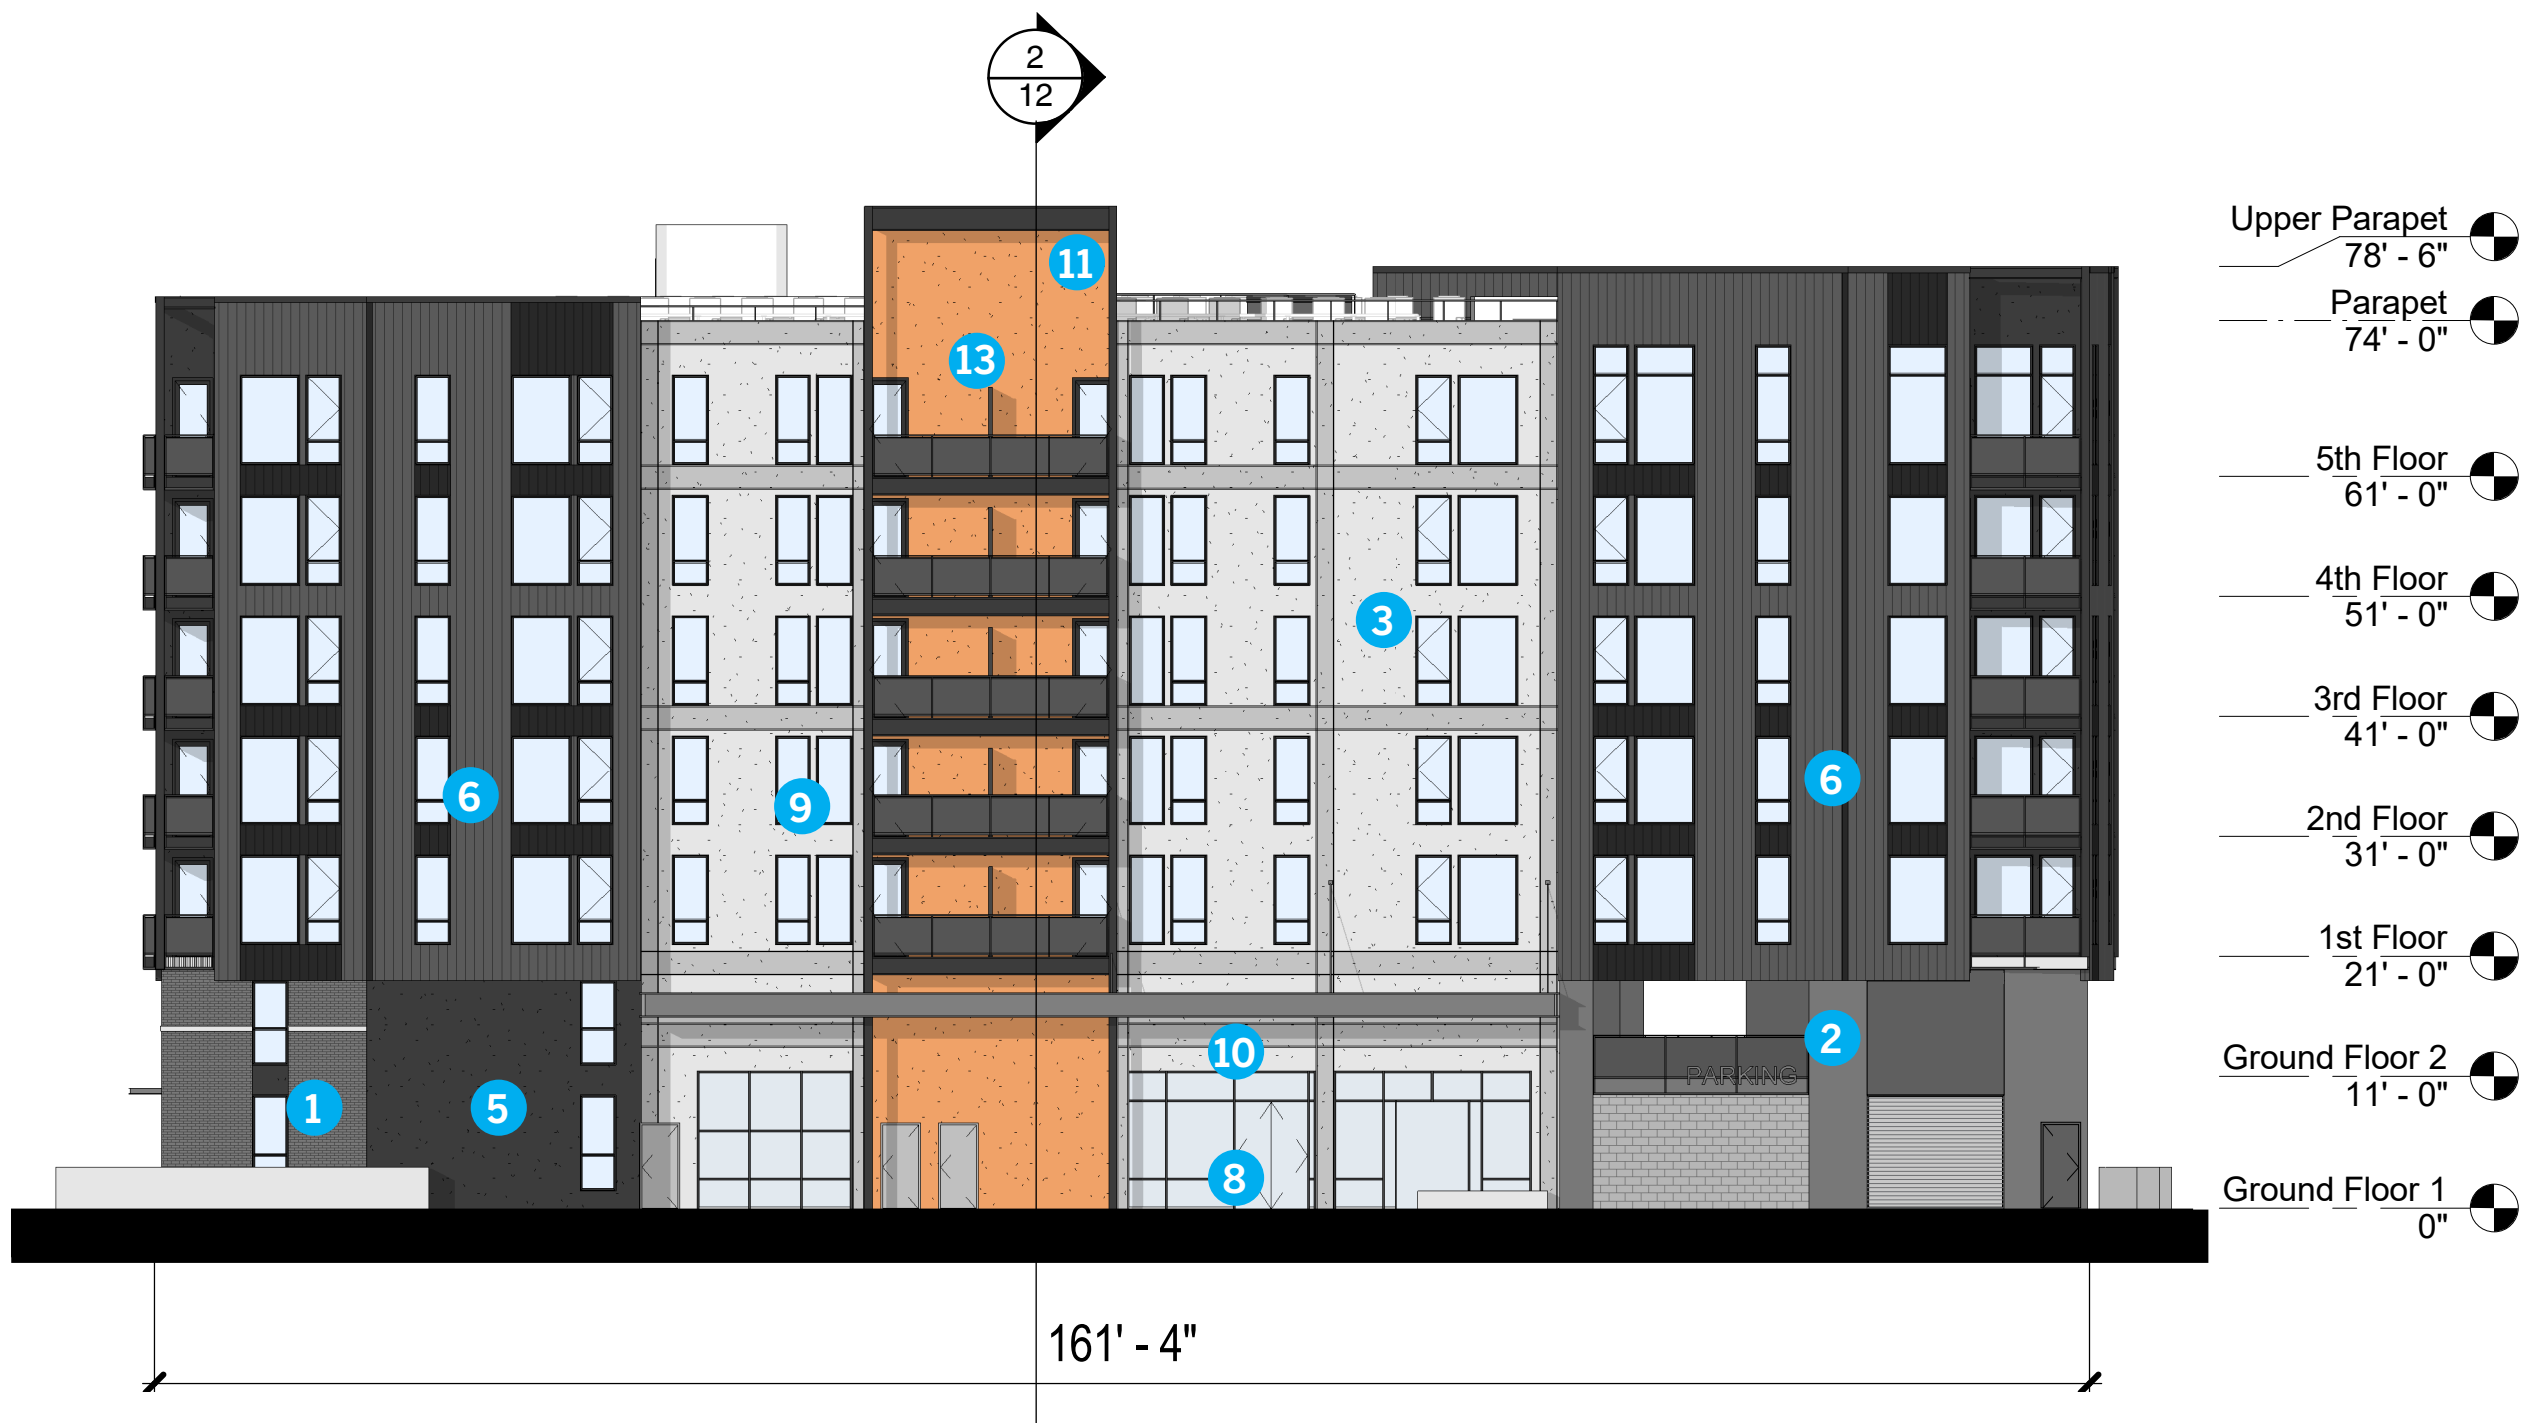 2
12
Upper Parapet
78' - 6"
11
Parapet
74' - 0"
13
5th Floor
61' - 0"
4th Floor
51' - 0"
3
3rd Floor
41' - 0"
6
6
9
2nd Floor
31' - 0"
1st Floor
21' - 0"
2
10
Ground Floor 2
11' - 0"
PARKING
1
5
8
Ground Floor 1
0"
161' - 4"